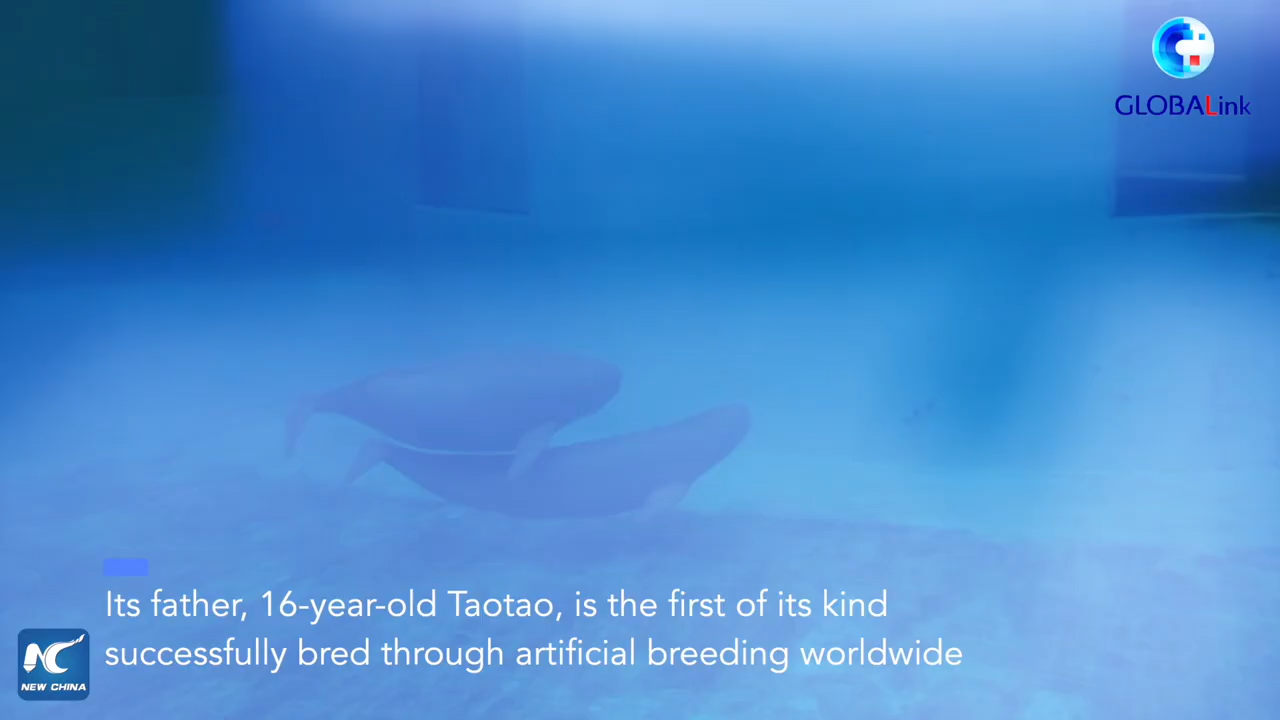 GLOBALink
Its father, 16-year-old Taotao, is the first of its kind
successfully bred through artificial breeding worldwide
NC
NEW CHINA